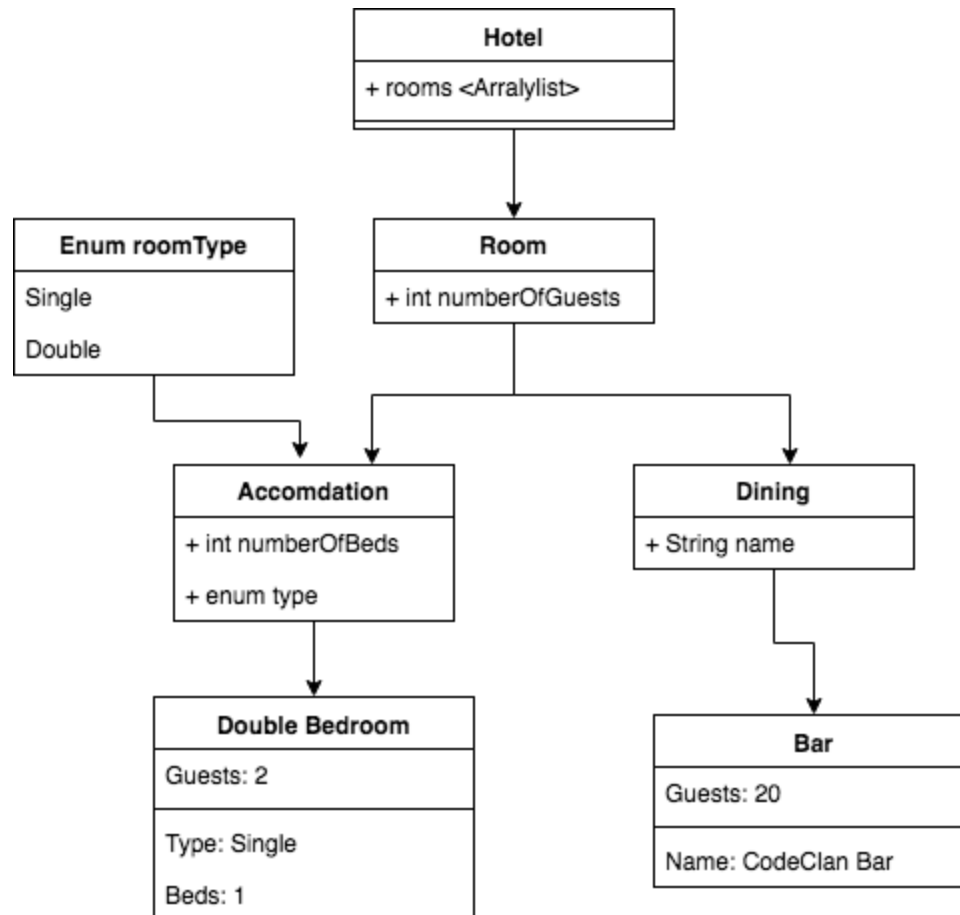 Hotel
+ rooms <Arralylist>
Enum roomType
Single
Double
Room
+ int numberOfGuests
Accomdation
+ int numberOfBeds
+ enum type
Dining
+ String name
Double Bedroom
Guests: 2
Type: Single
Beds: 1
Bar
Guests: 20
Name: CodeClan Bar